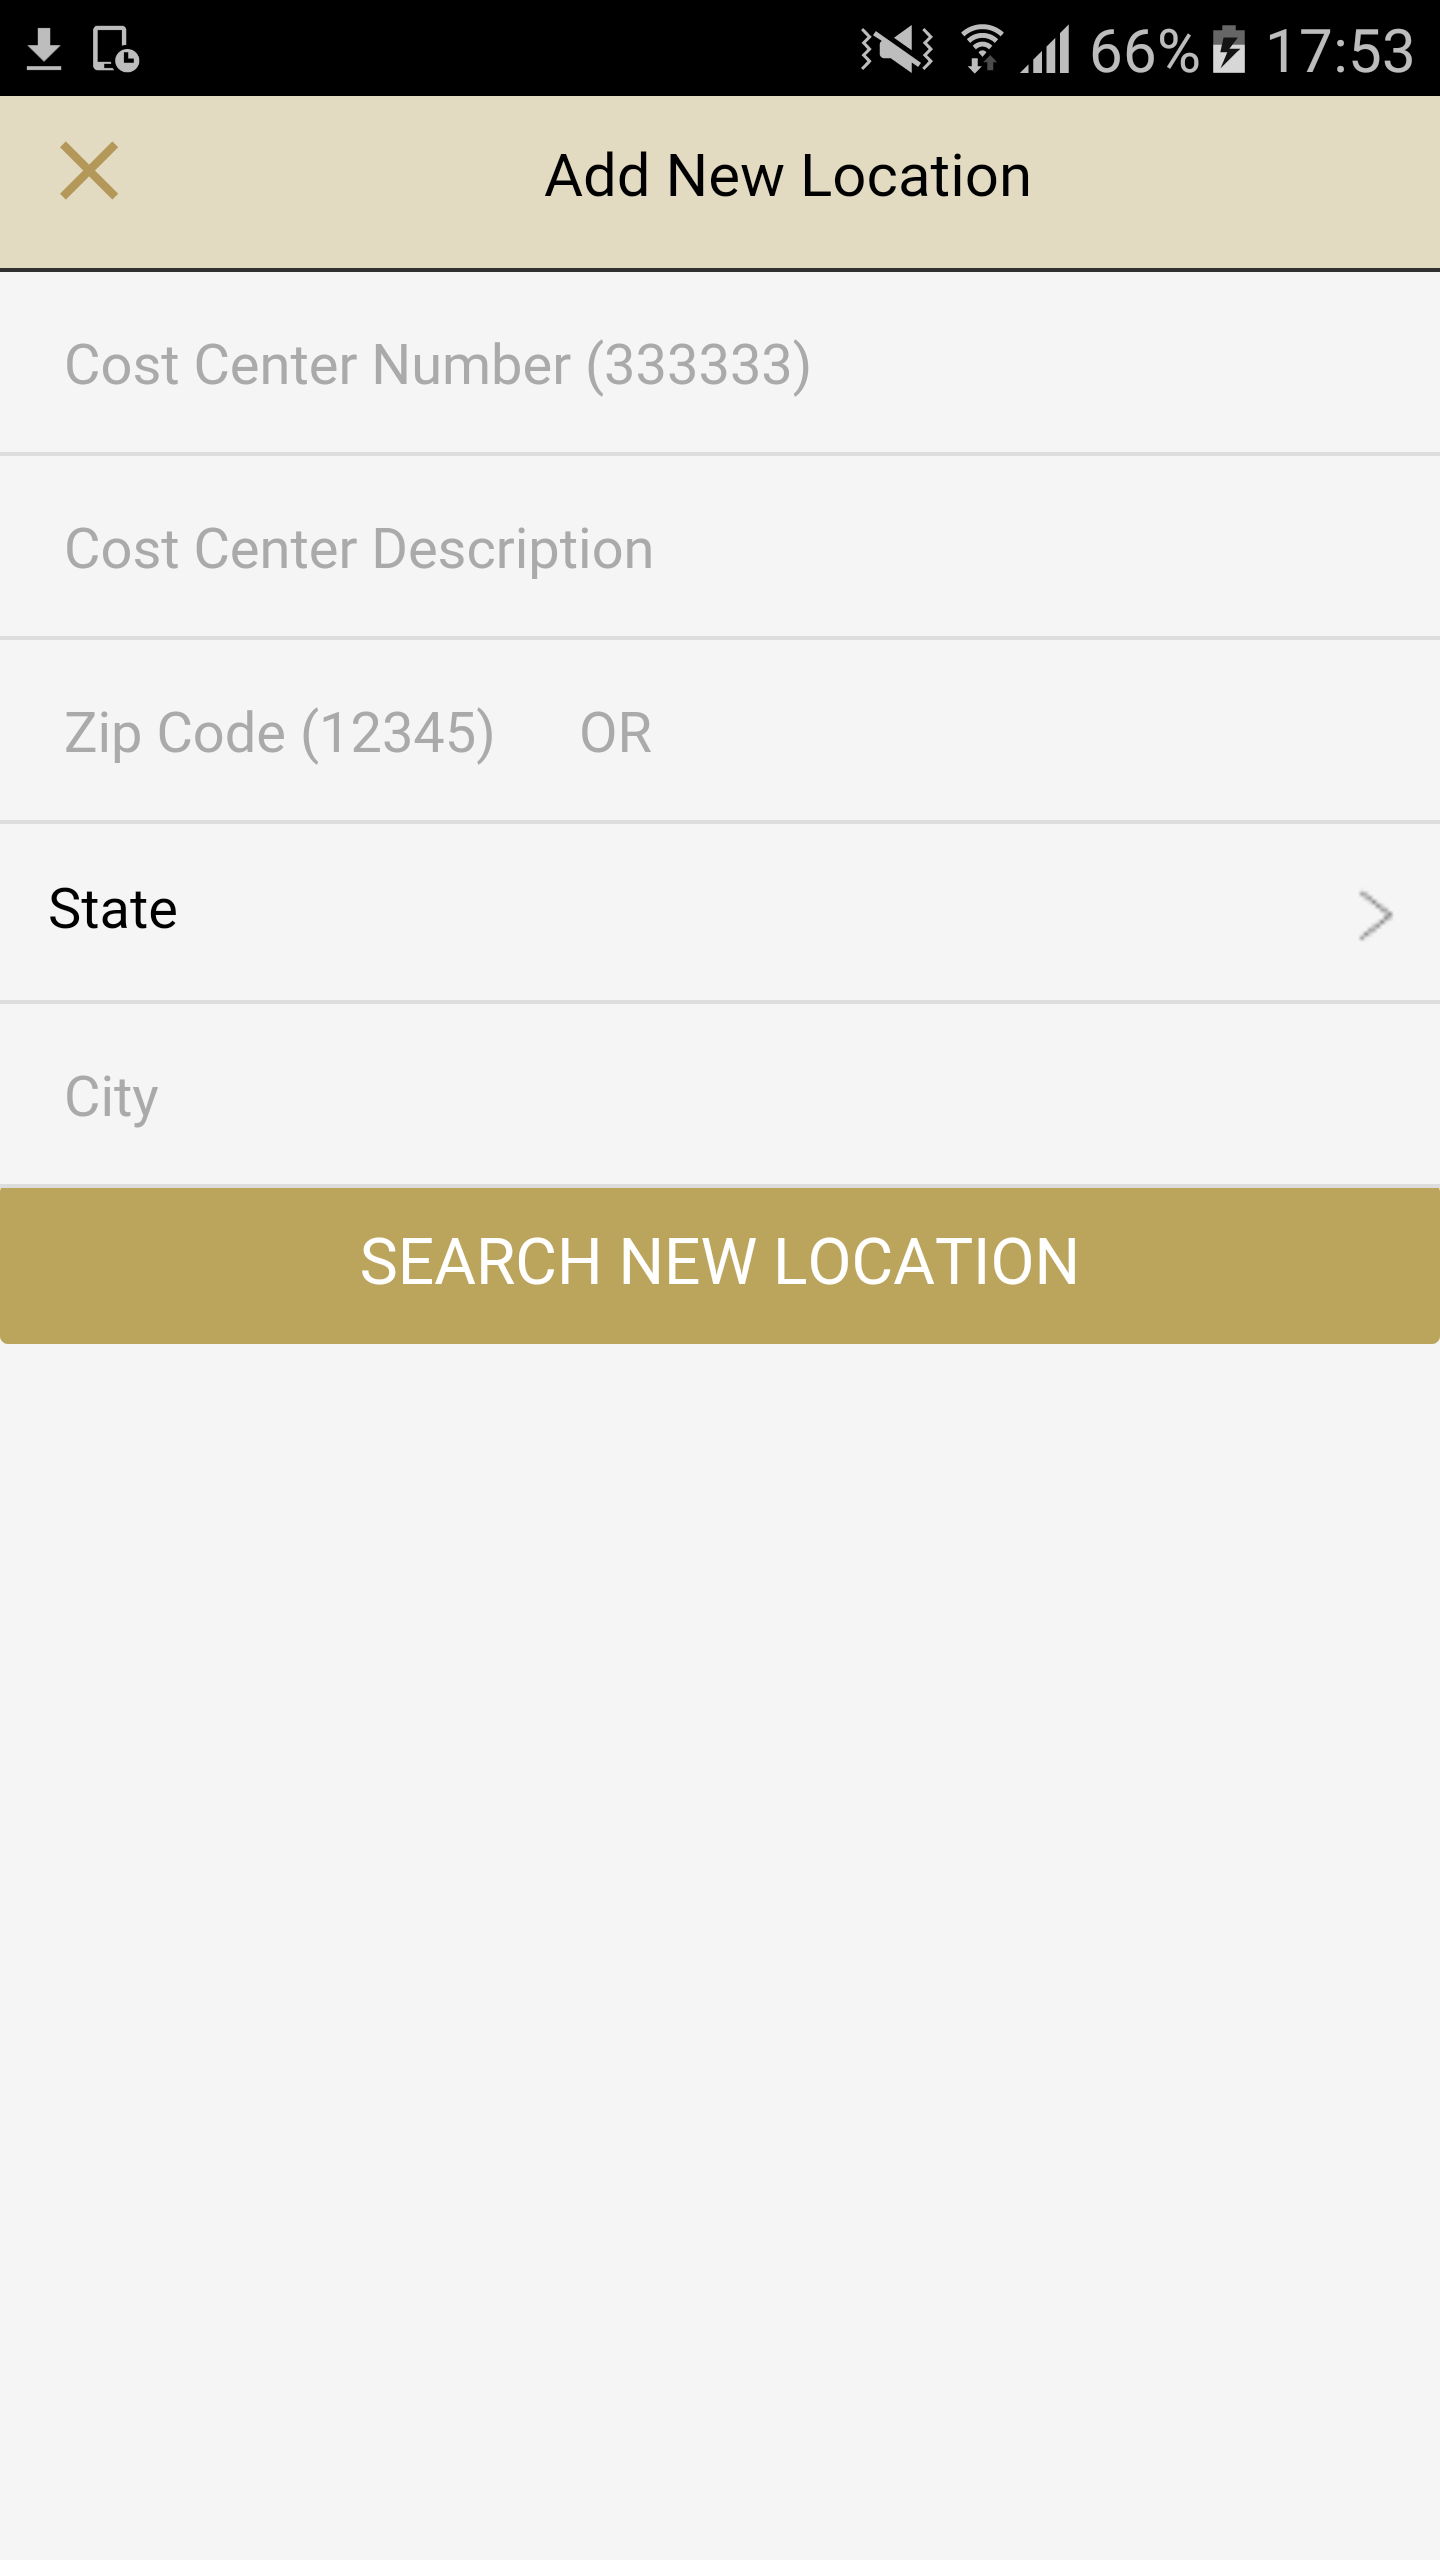 66% 17:53
Add New Location
Cost Center Number (333333)
Cost Center Description
Zip Code (12345) OR
State
City
SEARCH NEW LOCATION